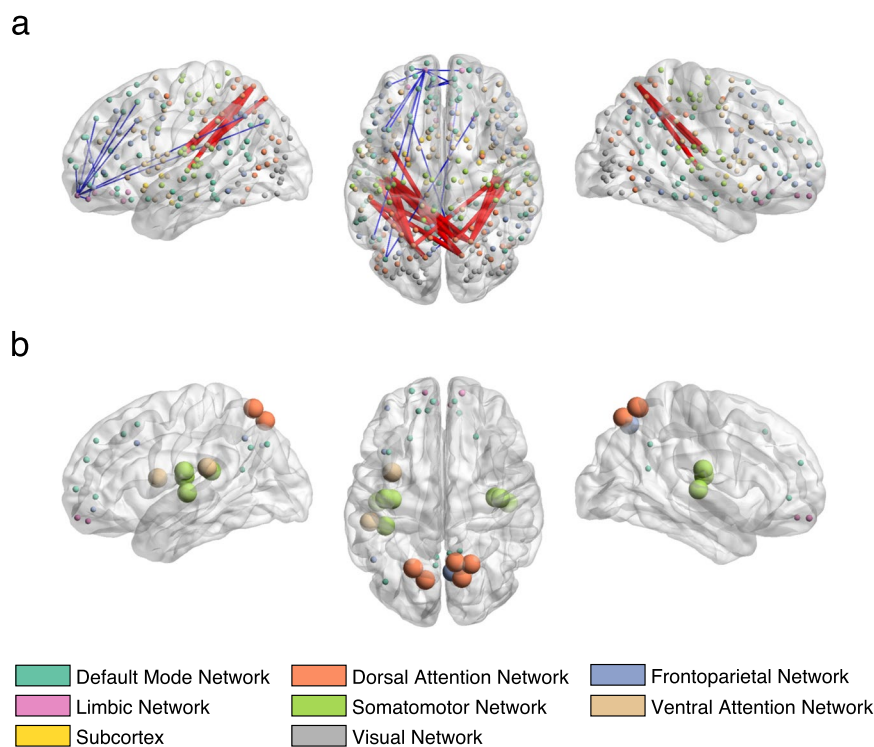 a
b
Default Mode Network
Dorsal Attention Network
Frontoparietal Network
Limbic Network
Somatomotor Network
Ventral Attention Network
Subcortex
Visual Network